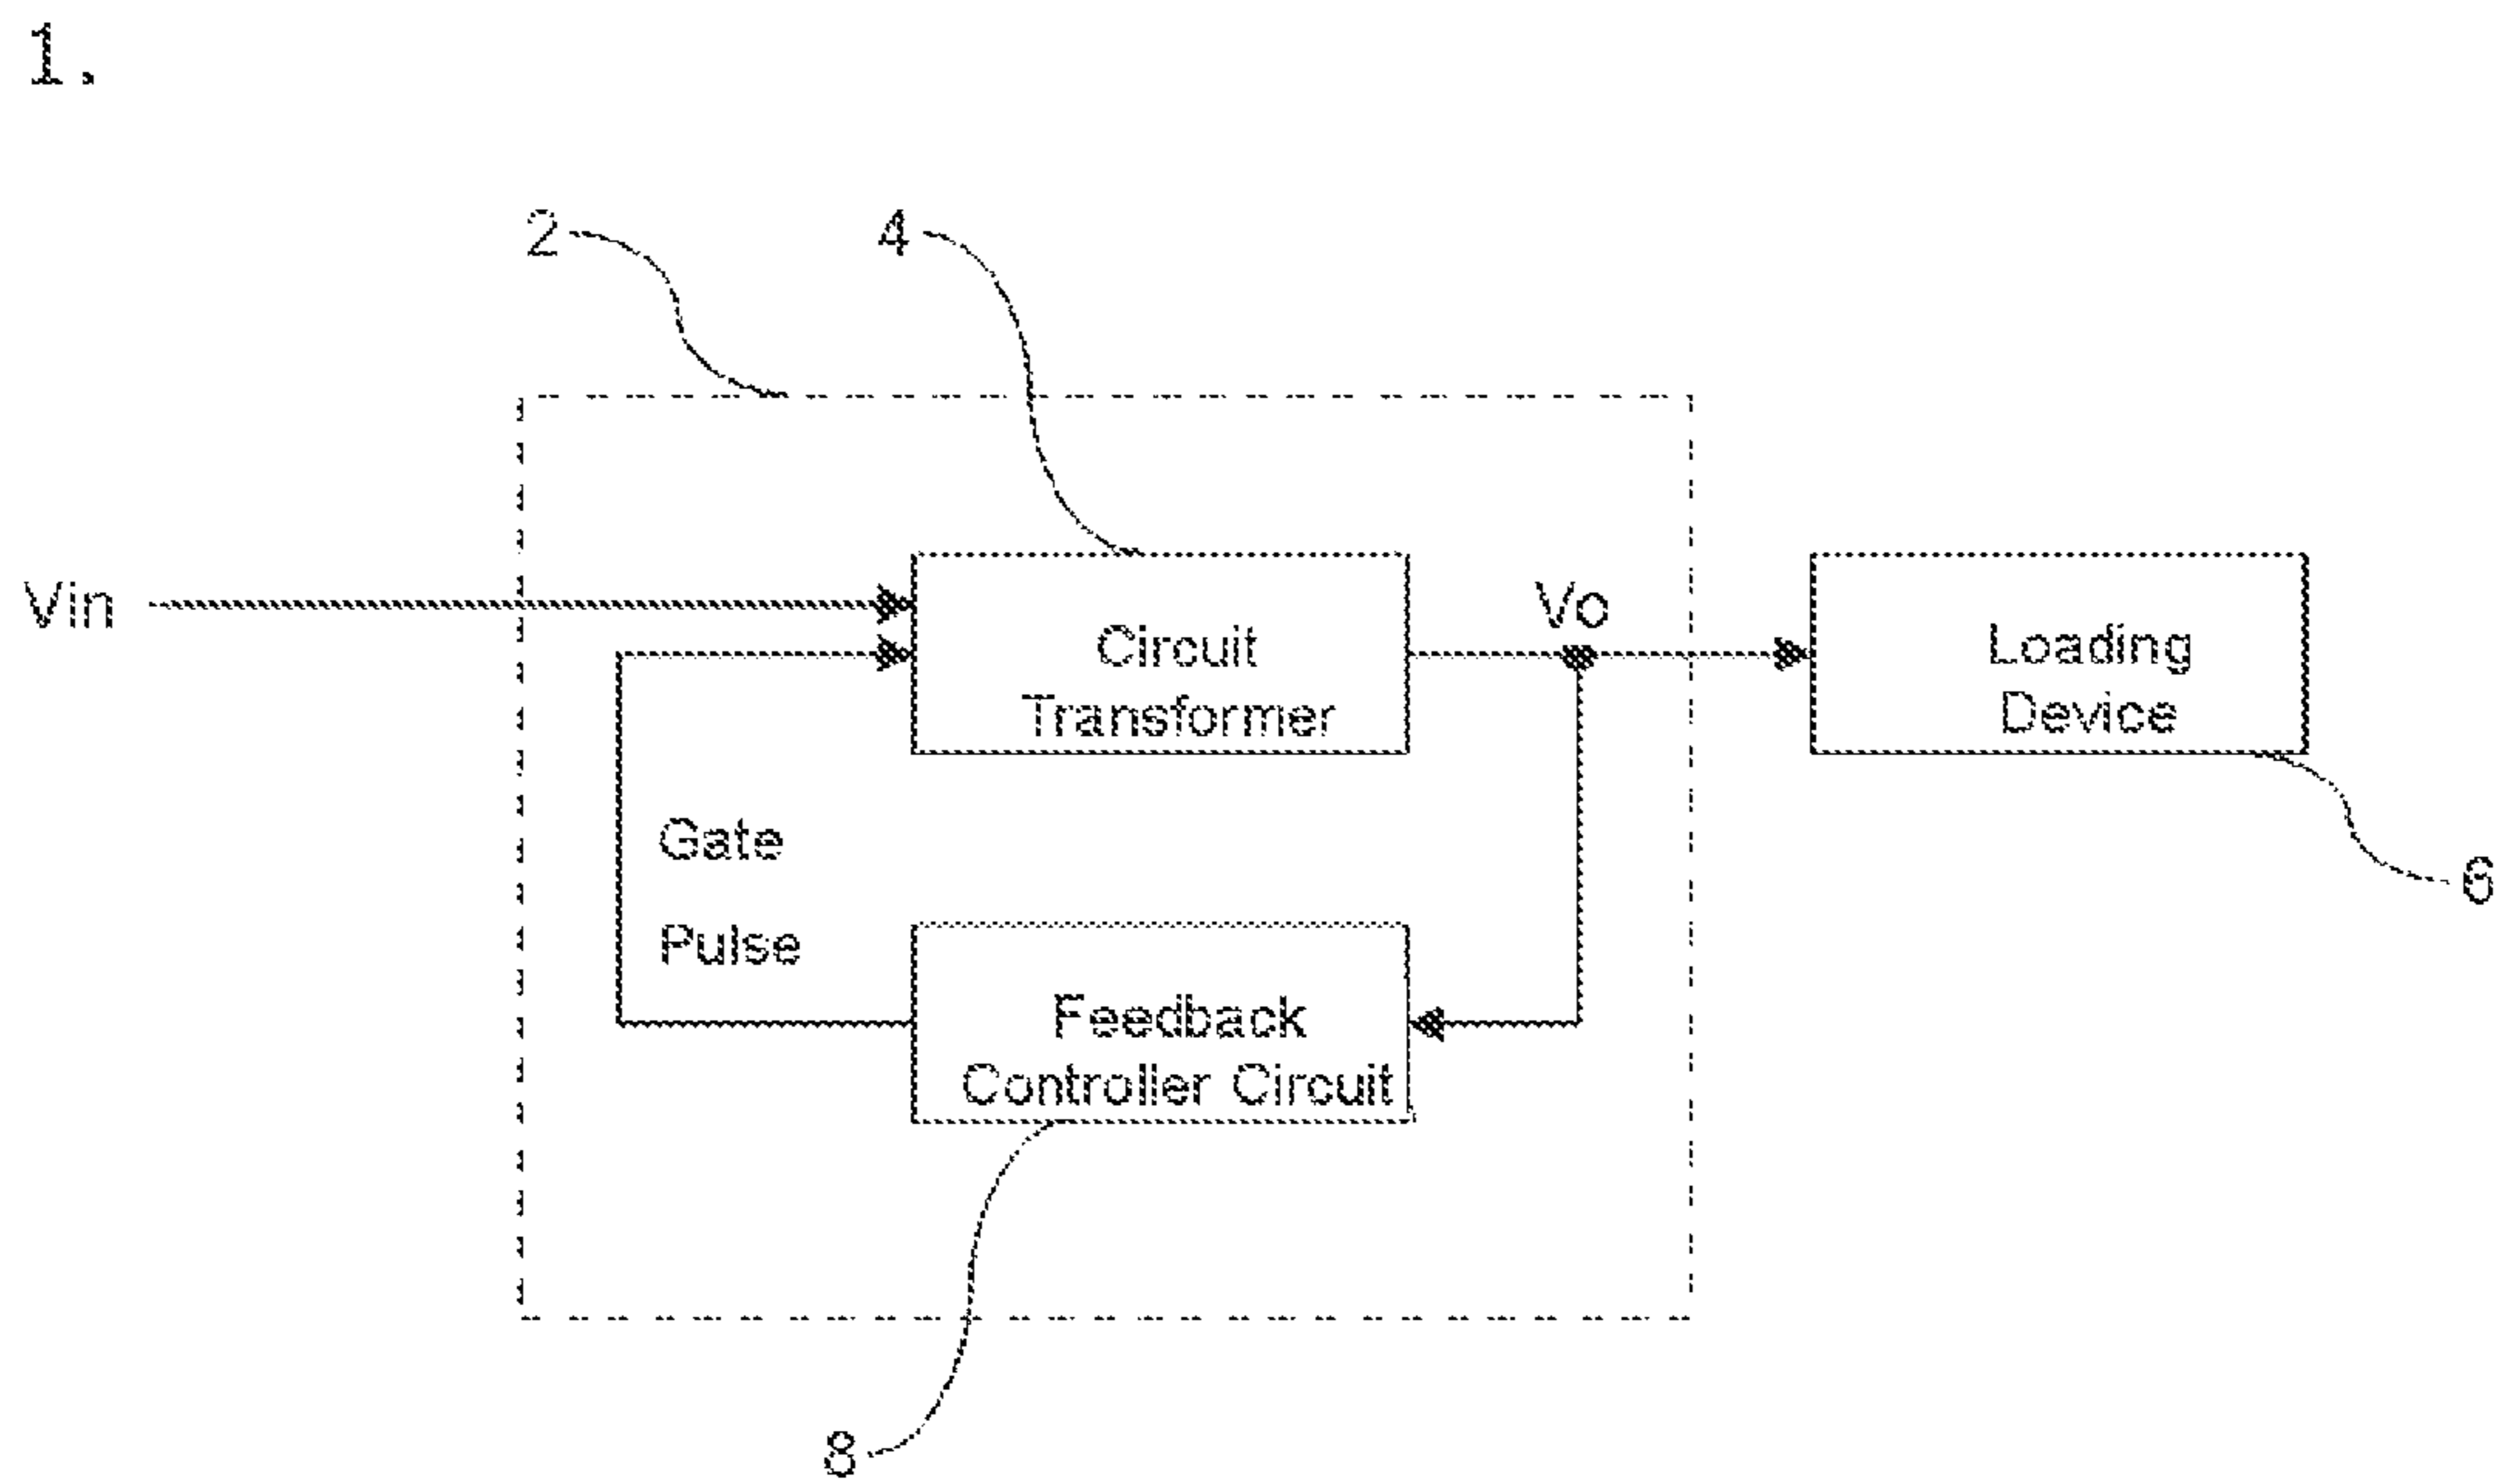 1.
2
4
Vin
Circuit
Transformer
Vo
Loading
Device
Gate
Pulse
6
Feedback
Controller Circuit
8